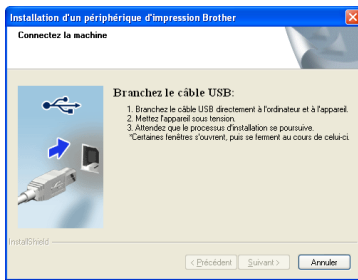 Installation d'un périphérique d'impression Brother
Connectez la machine
Branchez le câble USB:
1. Branchez le câble USB directement à l'ordinateur et à l'appareil.
2. Mettez l'appareil sous tension.
3. Attendez que le processus d'installation se poursuive.
*Certaines fenêtres s'ouvrent, puis se ferment au cours de celui-ci.
InstallShield
< Précédent
Suivant >
Annuler